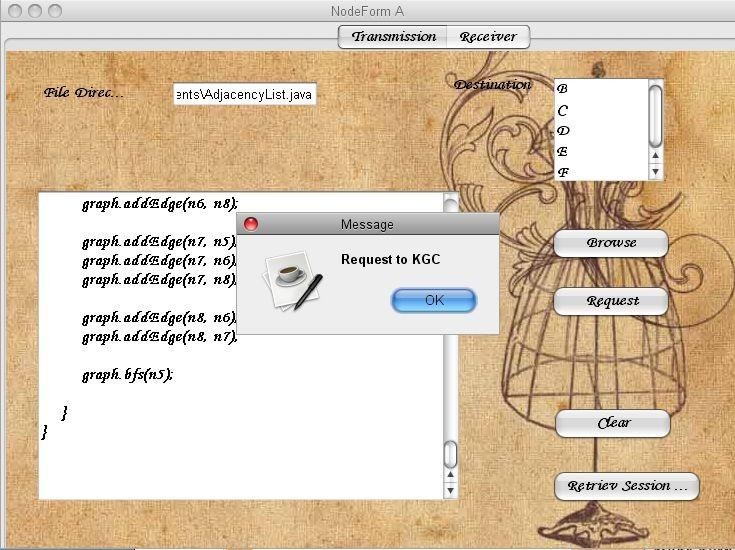 NodeForm A
Transmission
Receiver
File Direc...
ents\AdjacencyList.java
Destination
B
C
D
E
F
graph.addEdge(n6, n8);
graph.addEdge(n7, n5)
graph.addEdge(n7, n6)
graph.addEdge(n7, n8)
graph.addEdge(n8, n6)
graph.addEdge(n8, n7);
graph.bfs(n5);
}
}
Message
Request to KGC
OK
Browse
Request
Clear
Retriev Session ...